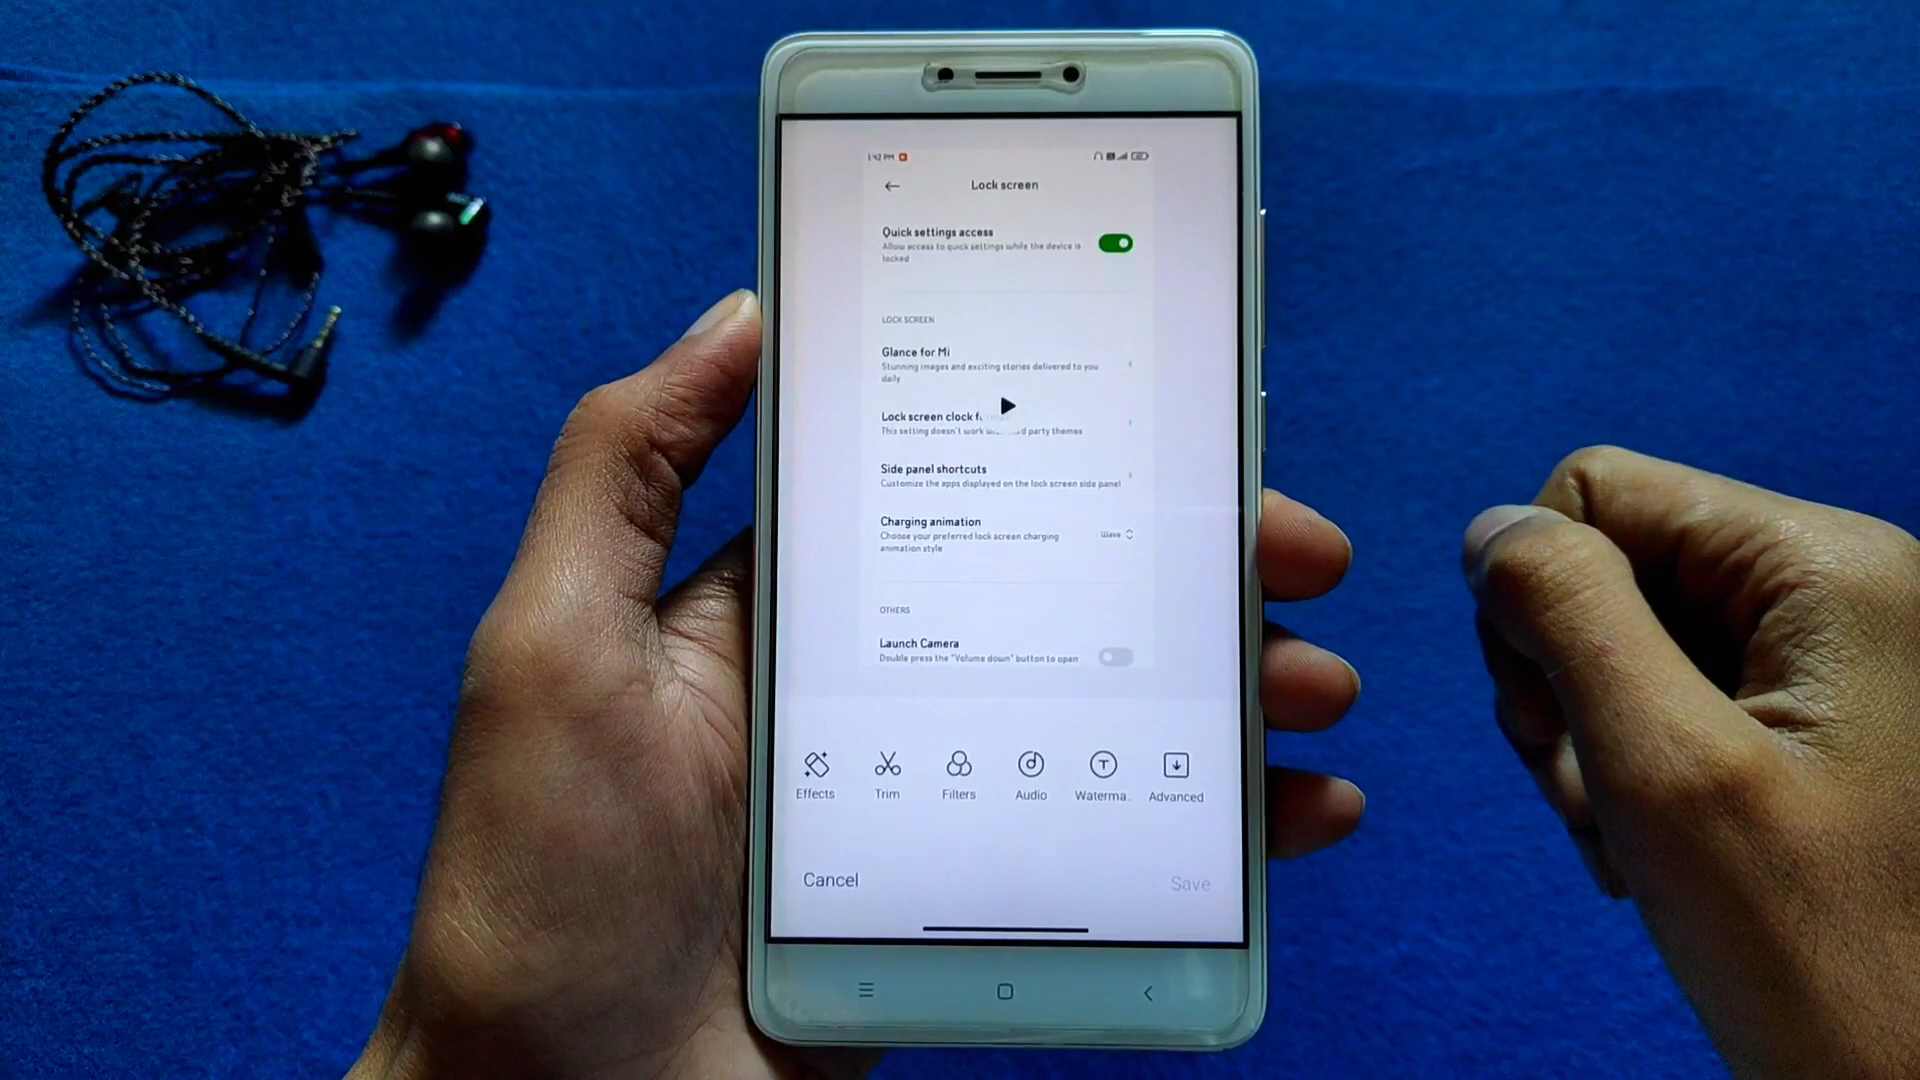 1:42 PM
Lock screen
Quick settings access
Allow access to quick settings while the device is
locked
LOCK SCREEN
Glance for Mi
Stunning images and exciting stories delivered to you
daily
Lock screen clock f
This setting doesn't work d party themes
Side panel shortcuts
Customize the apps displayed on the lock screen side panel
Charging animation
Choose your preferred lock screen charging
animation style
Wave
OTHERS
Launch Camera
Double press the "Volume down" button to open
Effects
Trim
Filters
Audio
Waterma..
Advanced
Cancel
Save